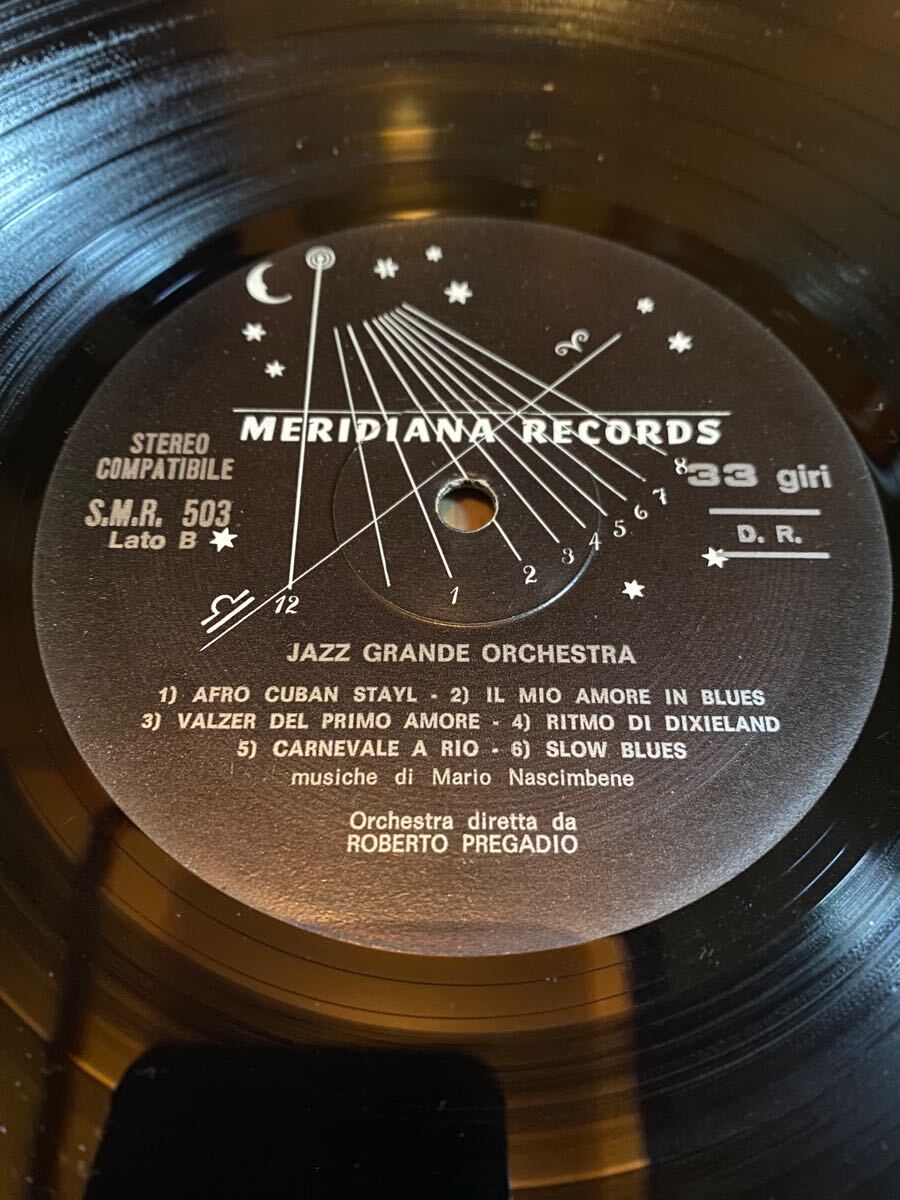 MERIDIANA RECORDS
STEREO
COMPATIBILE
S.M.R. 503
Lato B
33 giri
D. R.
12 1 2 3 4 5 6 7 8
JAZZ GRANDE ORCHESTRA
1) AFRO CUBAN STAYL - 2) IL MIO AMORE IN BLUES
3) VALZER DEL PRIMO AMORE - 4) RITMO DI DIXIELAND
5) CARNEVALE A RIO - 6) SLOW BLUES
musiche di Mario Nascimbene
Orchestra diretta da
ROBERTO PREGADIO